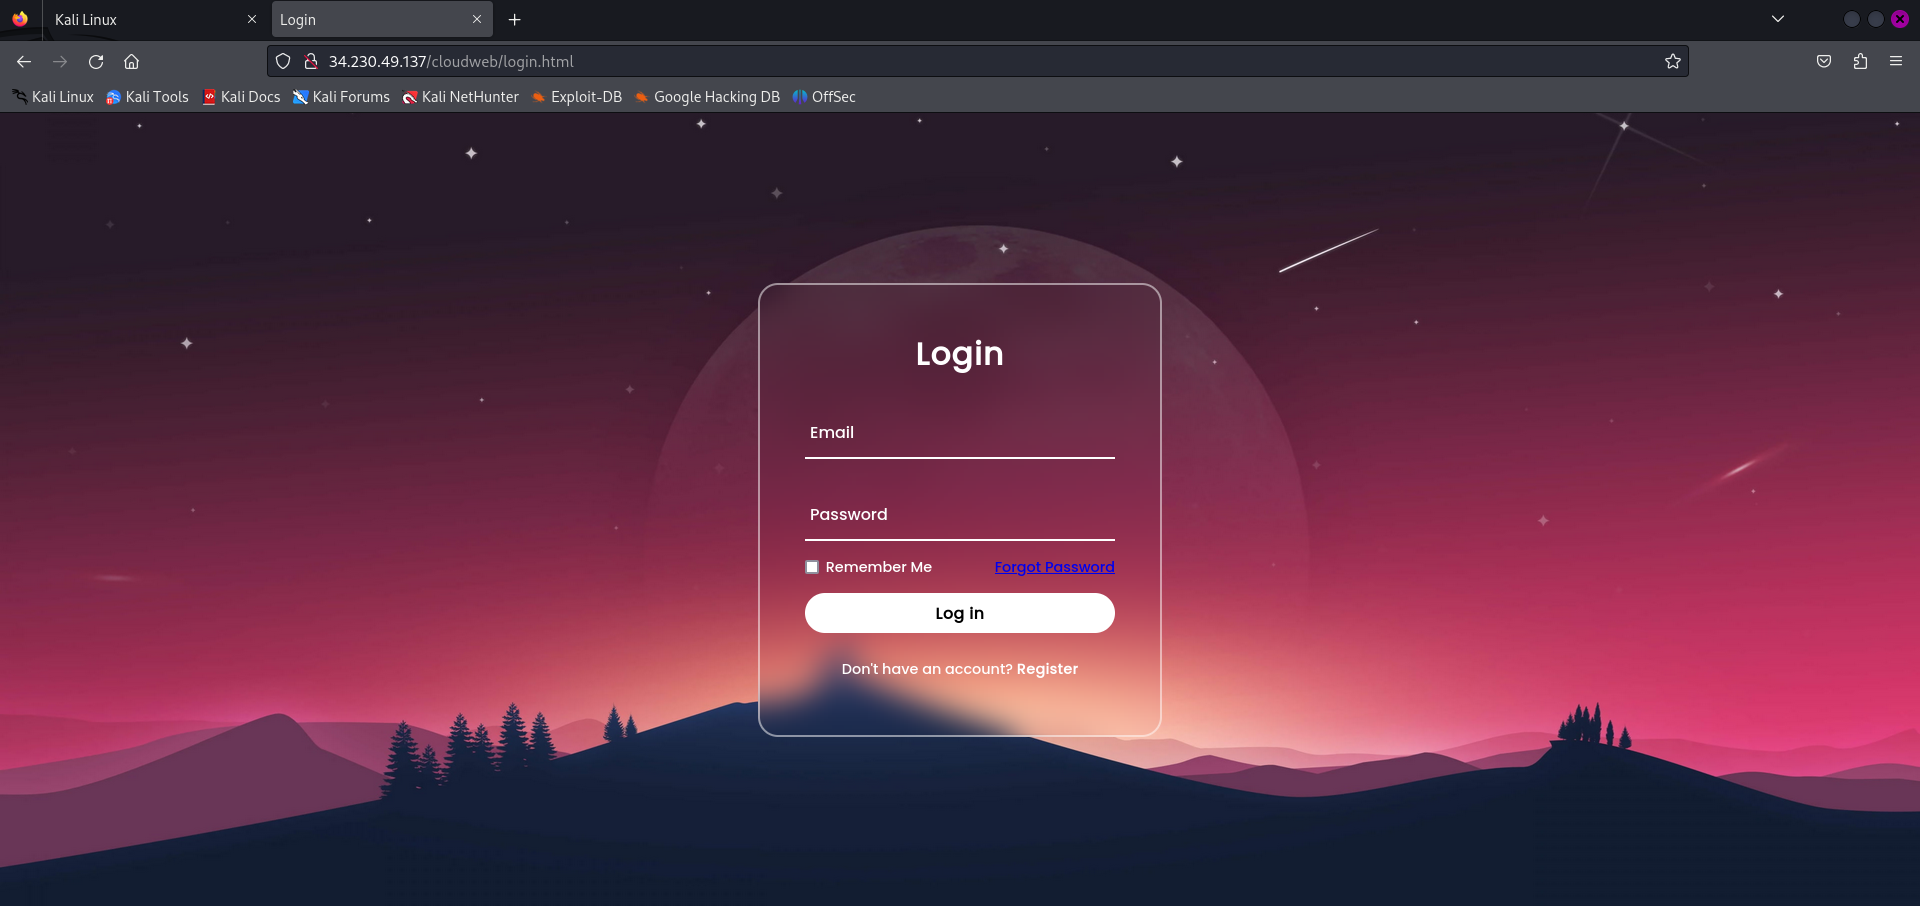 Kali Linux
Login
34.230.49.137/cloudweb/login.html
Kali Linux Kali Tools Kali Docs Kali Forums Kali NetHunter Exploit-DB Google Hacking DB OffSec
Login
Email
Password
Remember Me Forgot Password
Log in
Don't have an account? Register